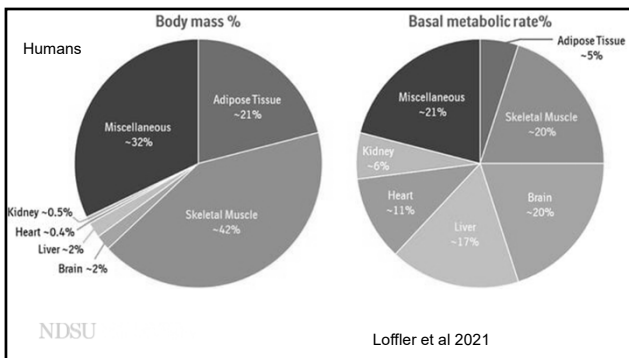 Body mass %
Humans
Adipose Tissue
~21%
Skeletal Muscle
~42%
Brain ~2%
Liver ~2%
Heart ~0.4%
Kidney ~0.5%
Miscellaneous
~32%
Basal metabolic rate%
Adipose Tissue
~5%
Skeletal Muscle
~20%
Brain
~20%
Liver
~17%
Heart
~11%
Kidney
~6%
Miscellaneous
~21%
NDSU
Loffler et al 2021